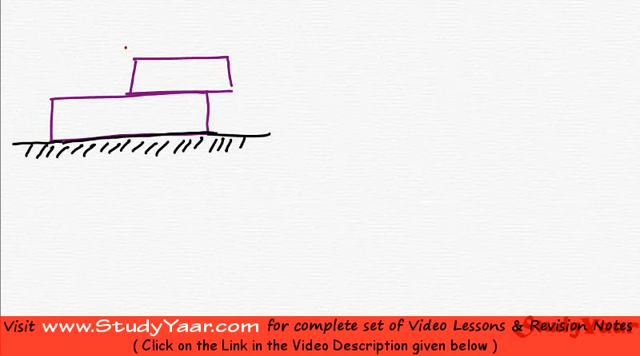 Visit www.StudyYaar.com for complete set of Video Lessons & Revision Notes
StudyYaar
( Click on the Link in the Video Description given below )